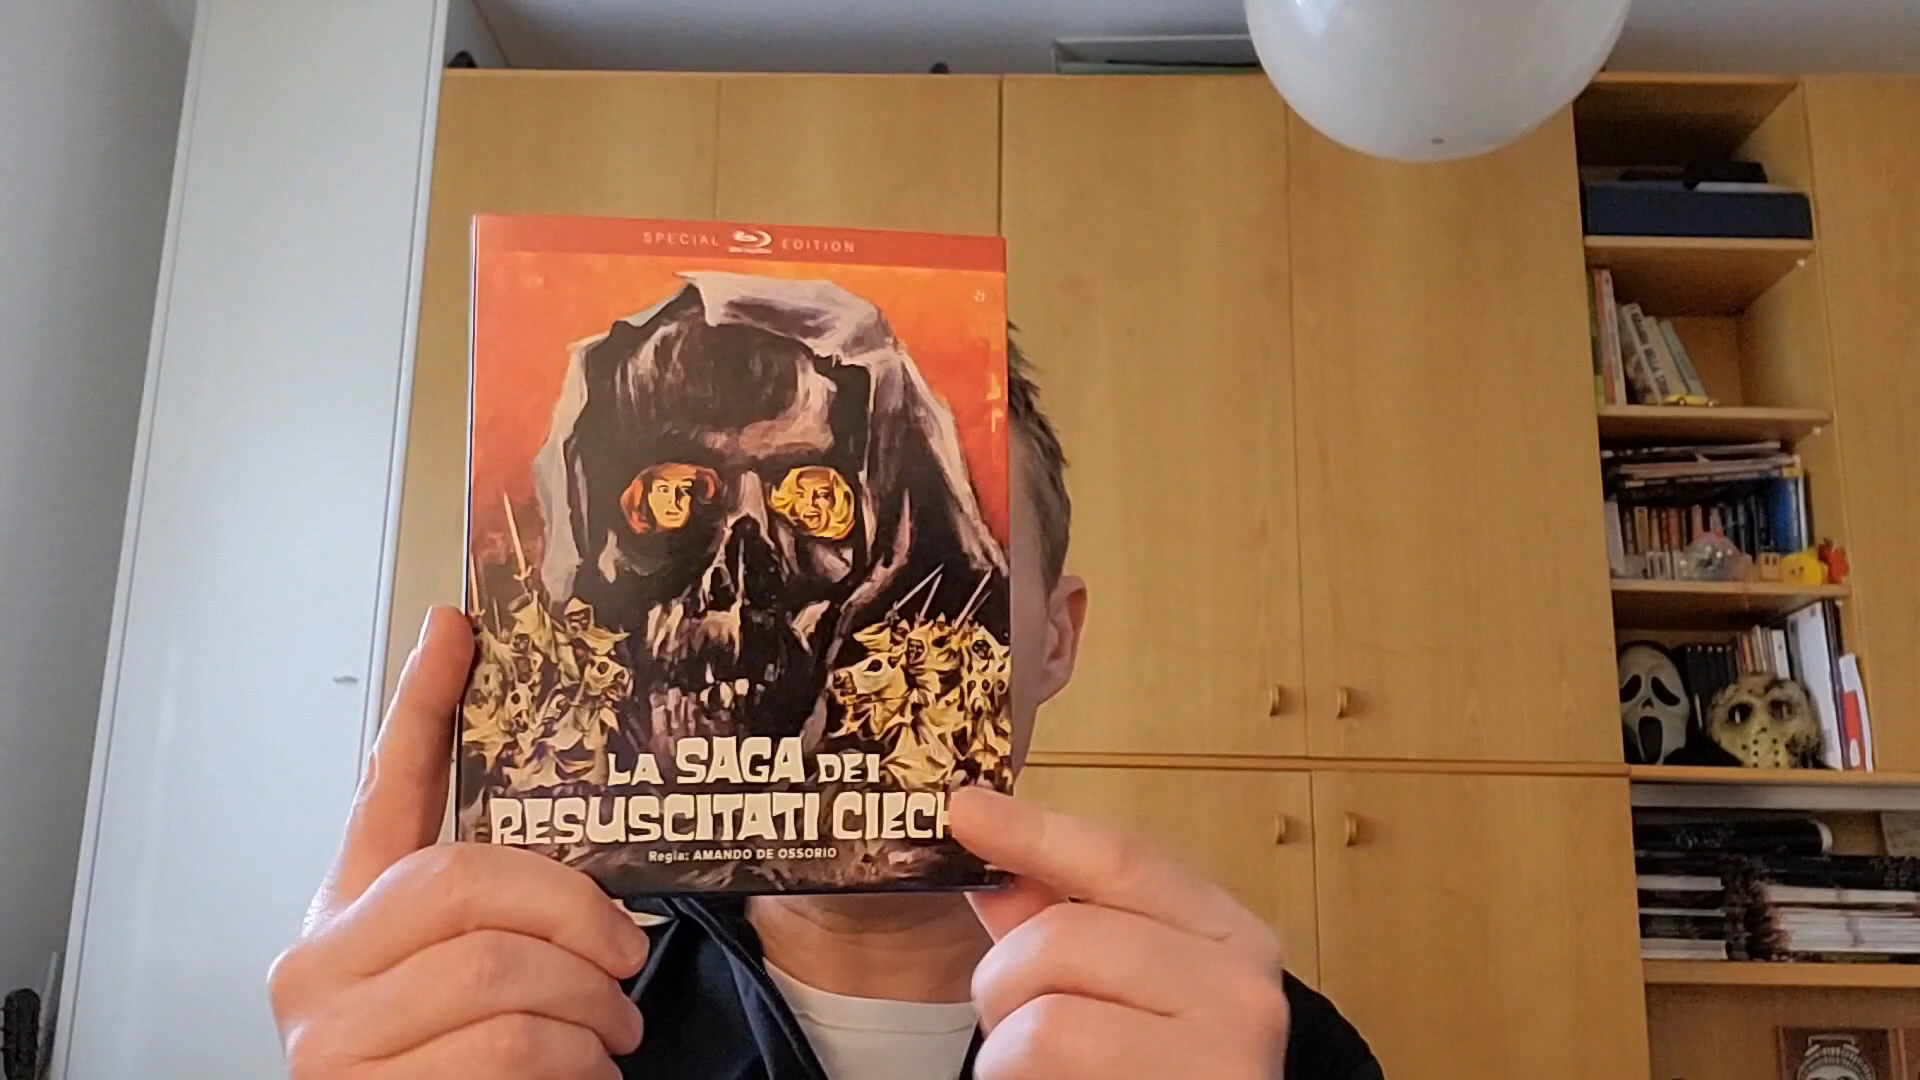 SPECIAL EDITION
LA SAGA DEI
RESUSCITATI CIECH
Regia: AMANDO DE OSSORIO